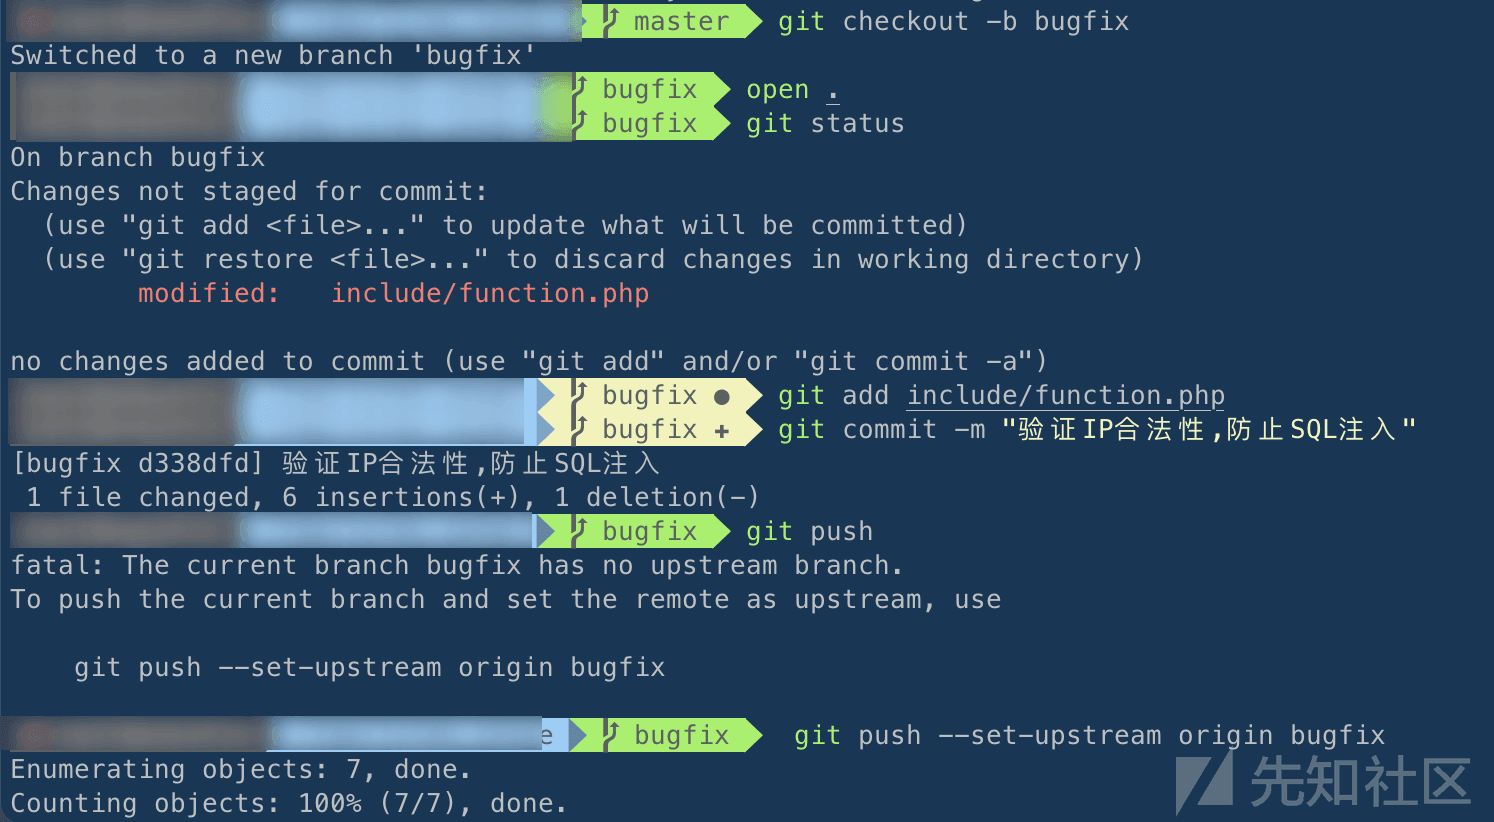 master git checkout -b bugfix
Switched to a new branch 'bugfix'
bugfix open .
bugfix git status
On branch bugfix
Changes not staged for commit:
(use "git add <file>..." to update what will be committed)
(use "git restore <file>..." to discard changes in working directory)
modified: include/function.php
no changes added to commit (use "git add" and/or "git commit -a")
bugfix ● git add include/function.php
bugfix + git commit -m "验证IP合法性,防止SQL注入"
[bugfix d338dfd] 验证IP合法性,防止SQL注入
1 file changed, 6 insertions(+), 1 deletion(-)
bugfix git push
fatal: The current branch bugfix has no upstream branch.
To push the current branch and set the remote as upstream, use
git push --set-upstream origin bugfix
e bugfix git push --set-upstream origin bugfix
Enumerating objects: 7, done.
Counting objects: 100% (7/7), done.
先知社区